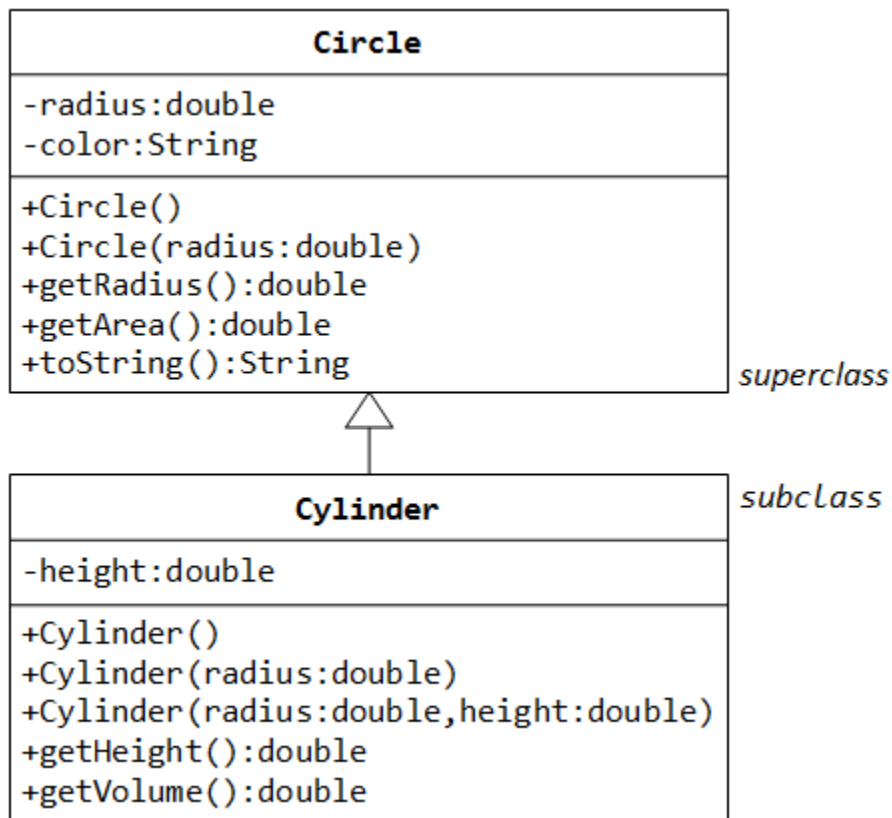 Circle
-radius:double
-color:String
+Circle()
+Circle(radius:double)
+getRadius():double
+getArea():double
+toString():String
superclass
subclass
Cylinder
-height:double
+Cylinder()
+Cylinder(radius:double)
+Cylinder(radius:double,height:double)
+getHeight():double
+getVolume():double